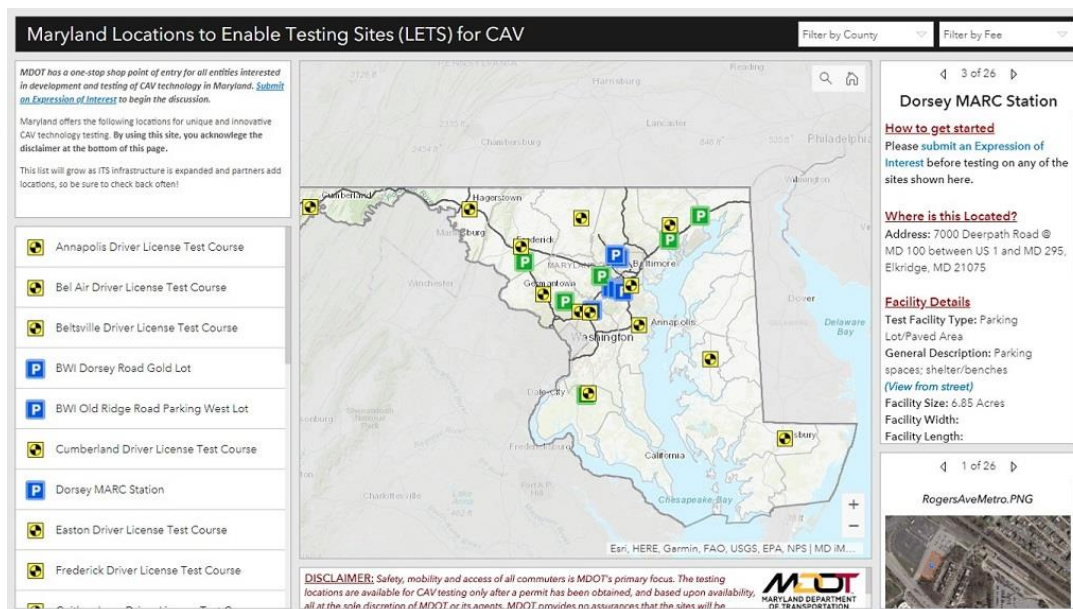 Maryland Locations to Enable Testing Sites (LETS) for CAV
Filter by County
Filter by Fee
MDOT has a one-stop shop point of entry for all entities interested
in development and testing of CAV technology in Maryland. Submit
an Expression of Interest to begin the discussion.
Maryland offers the following locations for unique and innovative
CAV technology testing. By using this site, you acknowlege the
disclaimer at the bottom of this page.
This list will grow as ITS infrastructure is expanded and partners add
locations, so be sure to check back often!
Annapolis Driver License Test Course
Bel Air Driver License Test Course
Beltsville Driver License Test Course
P BWI Dorsey Road Gold Lot
P BWI Old Ridge Road Parking West Lot
Cumberland Driver License Test Course
P Dorsey MARC Station
Easton Driver License Test Course
Frederick Driver License Test Course
PENNSYLVANIA
Harrisburg
Reading
Lancaster
Chambersburg
Philadelphia
Wilmington
Cumberland
Hagerstown
Frederick
Baltimore
Winchester
Germantown
Dover
Annapolis
Washington
Delaware
Bay
Dale City
Fredericksburg
California
Charlottesville
Chesapeake Bay
+
−
Esri, HERE, Garmin, FAO, USGS, EPA, NPS | MD iM...
DISCLAIMER: Safety, mobility and access of all commuters is MDOT's primary focus. The testing
locations are available for CAV testing only after a permit has been obtained, and based upon availability,
all at the sole discretion of MDOT or its agents. MDOT provides no assurances that the sites will be
MDOT
MARYLAND DEPARTMENT
OF TRANSPORTATION
3 of 26
Dorsey MARC Station
How to get started
Please submit an Expression of
Interest before testing on any of the
sites shown here.
Where is this Located?
Address: 7000 Deerpath Road @
MD 100 between US 1 and MD 295,
Elkridge, MD 21075
Facility Details
Test Facility Type: Parking
Lot/Paved Area
General Description: Parking
spaces; shelter/benches
(View from street)
Facility Size: 6.85 Acres
Facility Width:
Facility Length:
1 of 26
RogersAveMetro.PNG